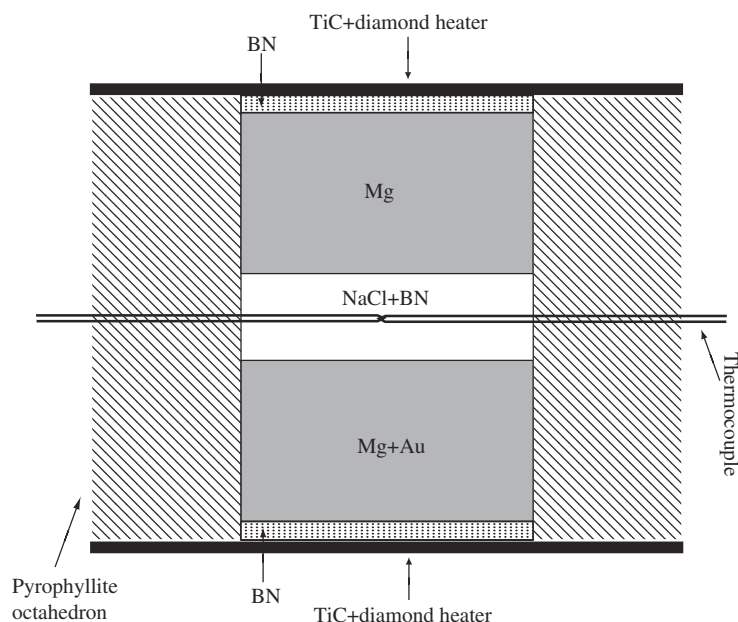 TiC+diamond heater
BN
Mg
NaCl+BN
Thermocouple
Mg+Au
Pyrophyllite
octahedron
BN
TiC+diamond heater